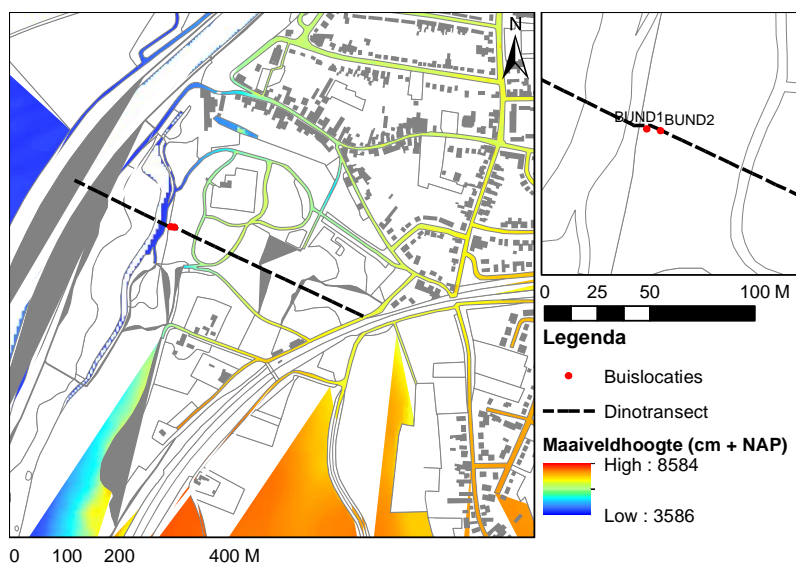 N
BUND1 BUND2
0 25 50 100 M
Legenda
Buislocaties
Dinotransect
Maaiveldhoogte (cm + NAP)
High : 8584
Low : 3586
0 100 200 400 M